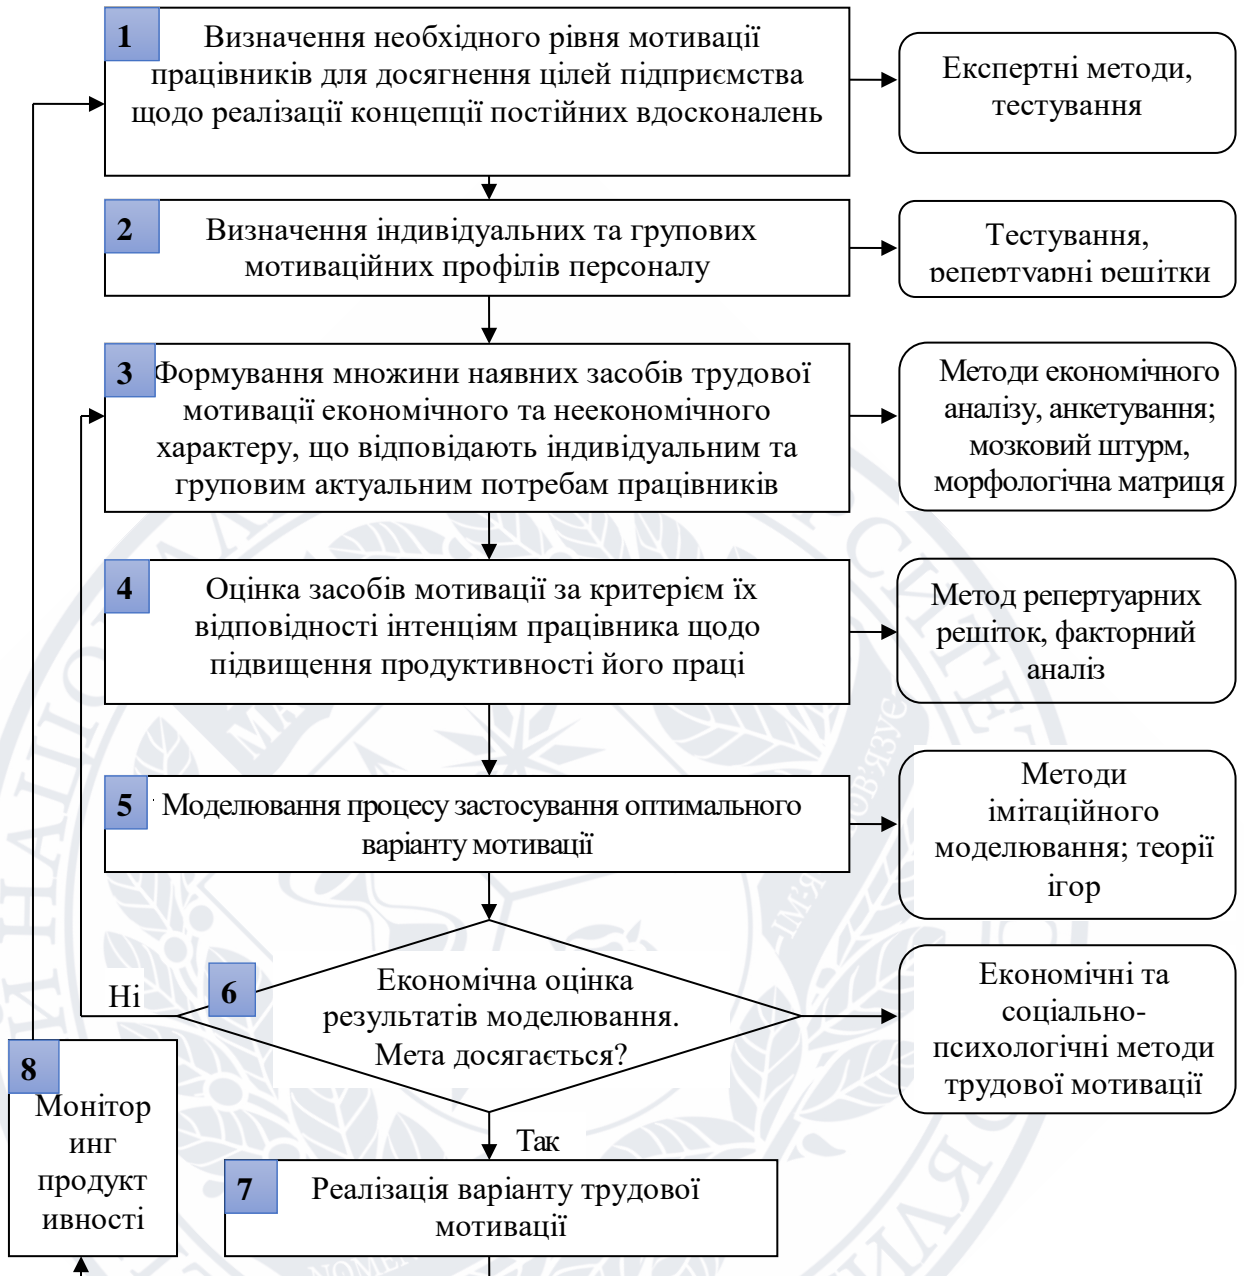 1
Визначення необхідного рівня мотивації
працівників для досягнення цілей підприємства
щодо реалізації концепції постійних вдосконалень
Експертні методи,
тестування
2
Визначення індивідуальних та групових
мотиваційних профілів персоналу
Тестування,
репертуарні решітки
3
Формування множини наявних засобів трудової
мотивації економічного та неекономічного
характеру, що відповідають індивідуальним та
груповим актуальним потребам працівників
Методи економічного
аналізу, анкетування;
мозковий штурм,
морфологічна матриця
4
Оцінка засобів мотивації за критерієм їх
відповідності інтенціям працівника щодо
підвищення продуктивності його праці
Метод репертуарних
решіток, факторний
аналіз
5
Моделювання процесу застосування оптимального
варіанту мотивації
Методи
імітаційного
моделювання; теорії
ігор
6
Економічна оцінка
результатів моделювання.
Мета досягається?
Ні
Економічні та
соціально-
психологічні методи
трудової мотивації
8
Монітор
инг
продукт
ивності
Так
7
Реалізація варіанту трудової
мотивації